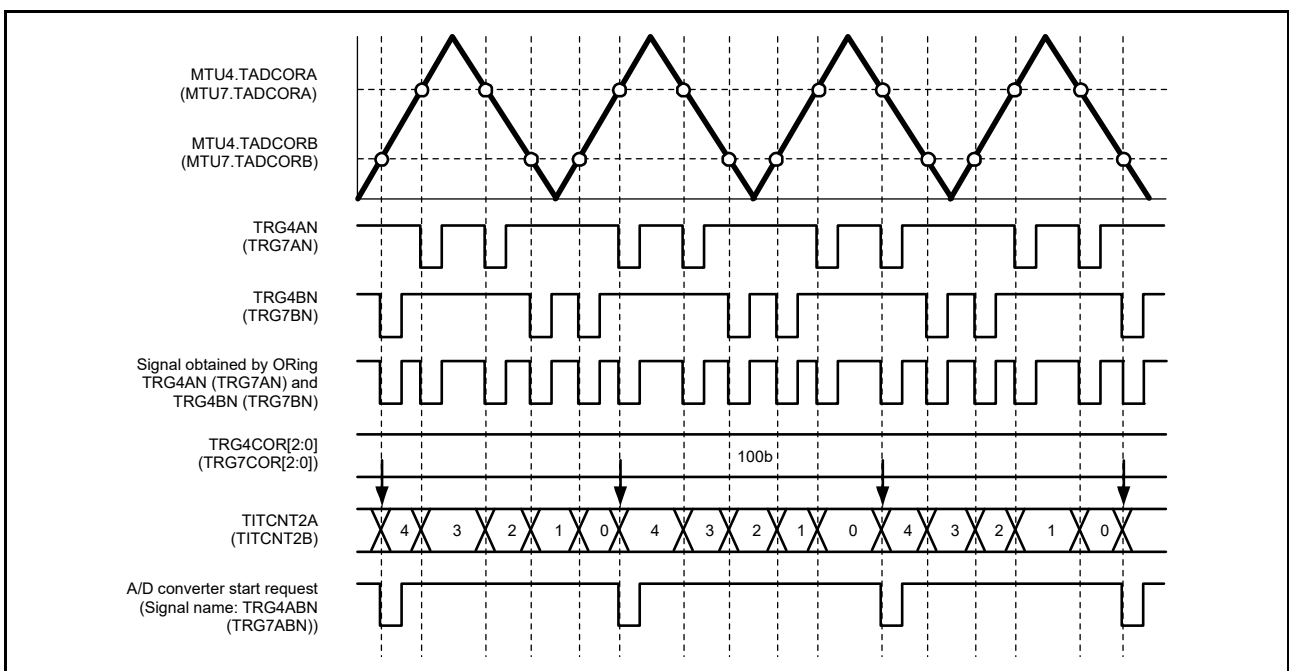 MTU4.TADCORA
(MTU7.TADCORA)
MTU4.TADCORB
(MTU7.TADCORB)
TRG4AN
(TRG7AN)
TRG4BN
(TRG7BN)
Signal obtained by ORing
TRG4AN (TRG7AN) and
TRG4BN (TRG7BN)
TRG4COR[2:0]
(TRG7COR[2:0])
100b
TITCNT2A
(TITCNT2B)
4 3 2 1 0 4 3 2 1 0 4 3 2 1 0
A/D converter start request
(Signal name: TRG4ABN
(TRG7ABN))